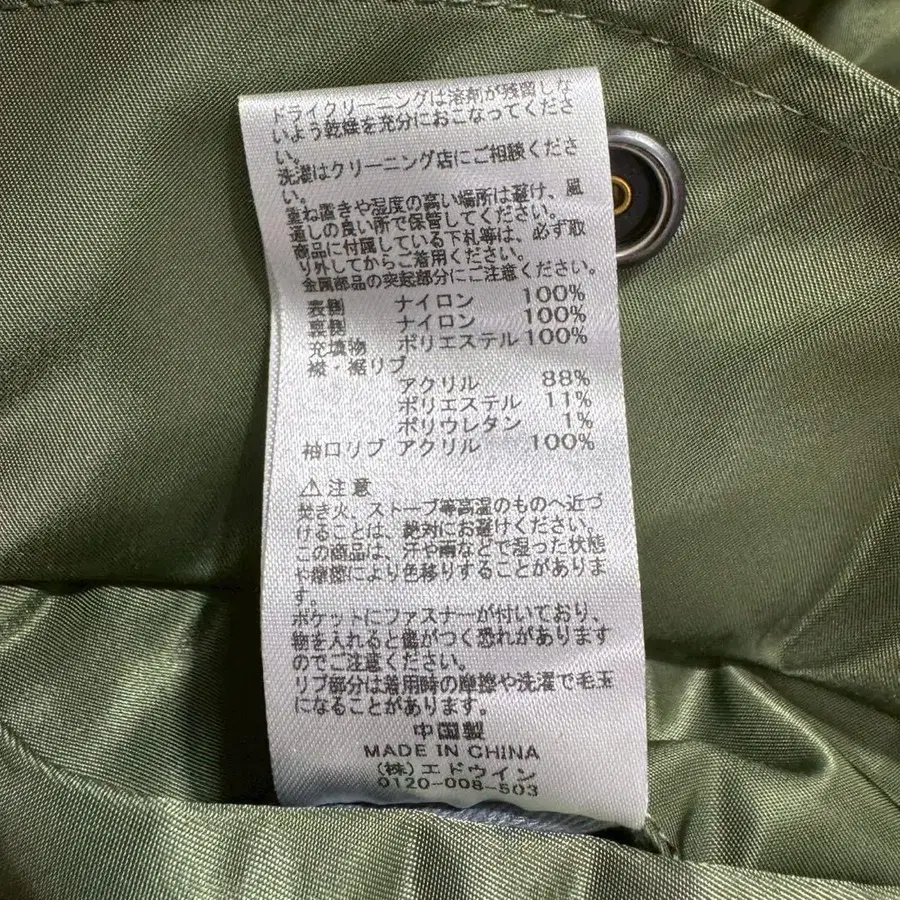 ドライクリーニングは溶剤が残留しな
いよう乾燥を充分におこなってくださ
い。
洗濯はクリーニング店にご相談くださ
い。
重ね置きや湿度の高い場所は避け、風
通しの良い所で保管してください。
商品に付属している下札等は、必ず取
り外してからご着用ください。
金属部品の突起部分にご注意ください。
表側 ナイロン 100%
裏側 ナイロン 100%
充填物 ポリエステル 100%
衿・裾リブ
アクリル 88%
ポリエステル 11%
ポリウレタン 1%
袖口リブ アクリル 100%
⚠注意
焚き火、ストーブ等高温のものへ近づ
けることは、絶対にお避けください。
この商品は、汗や雨などで湿った状態
や摩擦により色移りすることがありま
す。
ポケットにファスナーが付いており、
物を入れると傷がつく恐れがあります
のでご注意ください。
リブ部分は着用時の摩擦や洗濯で毛玉
になることがあります。
中国製
MADE IN CHINA
(株)エドウイン
0120-008-503